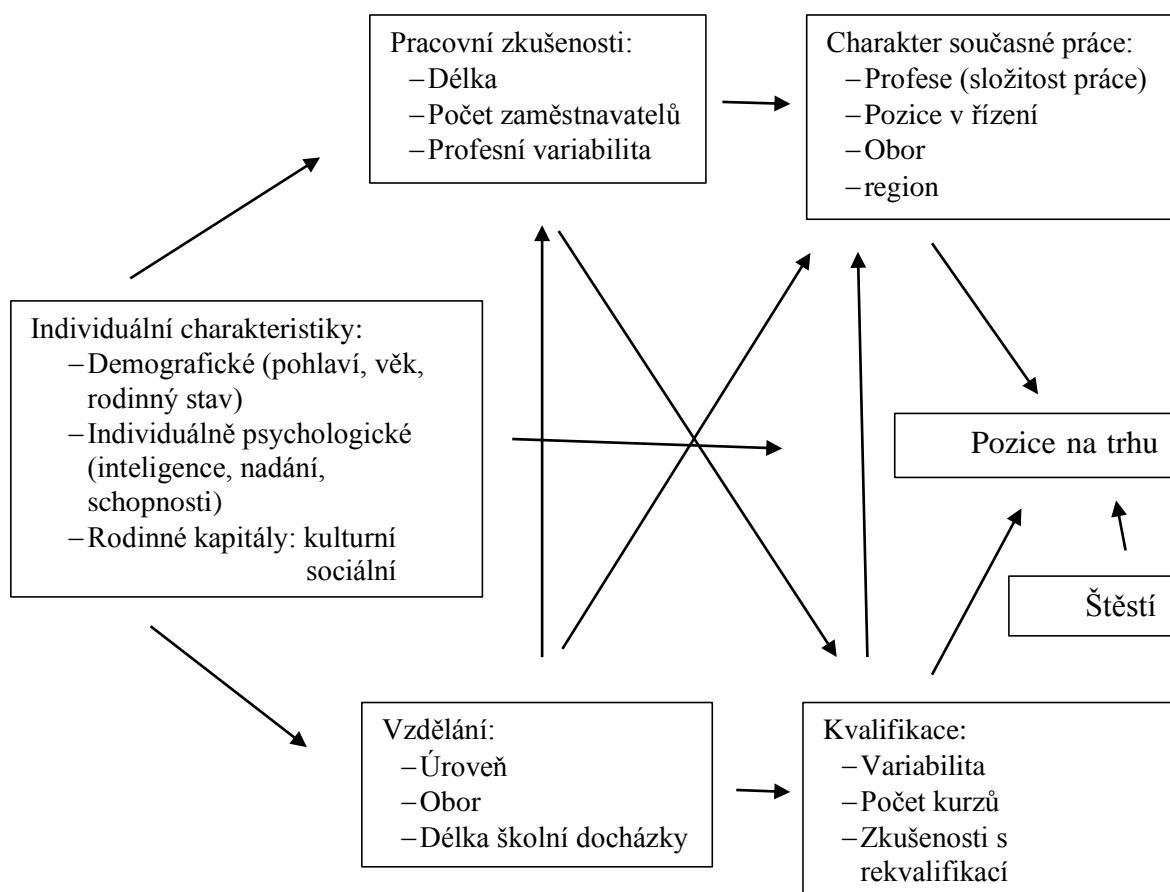 Pracovní zkušenosti:
–Délka
–Počet zaměstnavatelů
–Profesní variabilita
Charakter současné práce:
–Profese (složitost práce)
–Pozice v řízení
–Obor
–region
Individuální charakteristiky:
–Demografické (pohlaví, věk,
rodinný stav)
–Individuálně psychologické
(inteligence, nadání,
schopnosti)
–Rodinné kapitály: kulturní
sociální
Pozice na trhu
Štěstí
Vzdělání:
–Úroveň
–Obor
–Délka školní docházky
Kvalifikace:
–Variabilita
–Počet kurzů
–Zkušenosti s
rekvalifikací